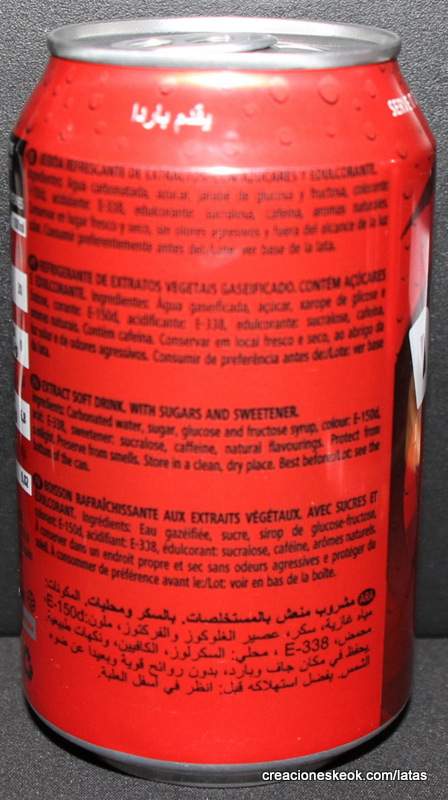 يقدم باردا
SERVE
BEBIDA REFRESCANTE DE EXTRACTOS CON AZÚCARES Y EDULCORANTE.
Ingredientes: Agua carbonatada, azúcar, jarabe de glucosa y fructosa, colorante
E-150d, acidulante: E-338, edulcorante: sucralosa, cafeína, aromas naturales.
Conservar en lugar fresco y seco, sin olores agresivos y fuera del alcance de la luz
Consumir preferentemente antes del:/Lote: ver base de la lata.
REFRIGERANTE DE EXTRATOS VEGETAIS GASEIFICADO. CONTÉM AÇÚCARES
E EDULCORANTE. Ingredientes: Água gaseificada, açúcar, xarope de glicose e
corante: E-150d, acidificante: E-338, edulcorante: sucralose, cafeína,
aromas naturais. Contém cafeína. Conservar em local fresco e seco, ao abrigo da
luz solar e de odores agressivos. Consumir de preferência antes de:/Lot: ver base
da lata.
EXTRACT SOFT DRINK. WITH SUGARS AND SWEETENER.
Ingredients: Carbonated water, sugar, glucose and fructose syrup, colour: E-150d,
acid: E-338, sweetener: sucralose, caffeine, natural flavourings. Protect from
sunlight. Preserve from smells. Store in a clean, dry place. Best before/Lot: see the
bottom of the can.
BOISSON RAFRAÎCHISSANTE AUX EXTRAITS VÉGÉTAUX. AVEC SUCRES ET
ÉDULCORANT. Ingrédients: Eau gazéifiée, sucre, sirop de glucose-fructose,
colorant:E-150d, acidifiant: E-338, édulcorant: sucralose, caféine, arômes naturels.
À conserver dans un endroit propre et sec sans odeurs agressives e protéger du
soleil. À consommer de préférence avant le:/Lot: voir en bas de la boîte.
ARA مشروب منعش بالمستخلصات. بالسكر ومحليات. المكونات:
مياه غازية، سكر، عصير الغلوكوز والفركتوز، ملون:E-150d،
محمض: E-338 ، محلي: السكرلوز، الكافيين، ونكهات طبيعية.
يحفظ في مكان جاف وبارد، بدون روائح قوية وبعيدا عن ضوء
الشمس. يفضل استهلاكه قبل: انظر في أسفل العلبة.
creacioneskeok.com/latas